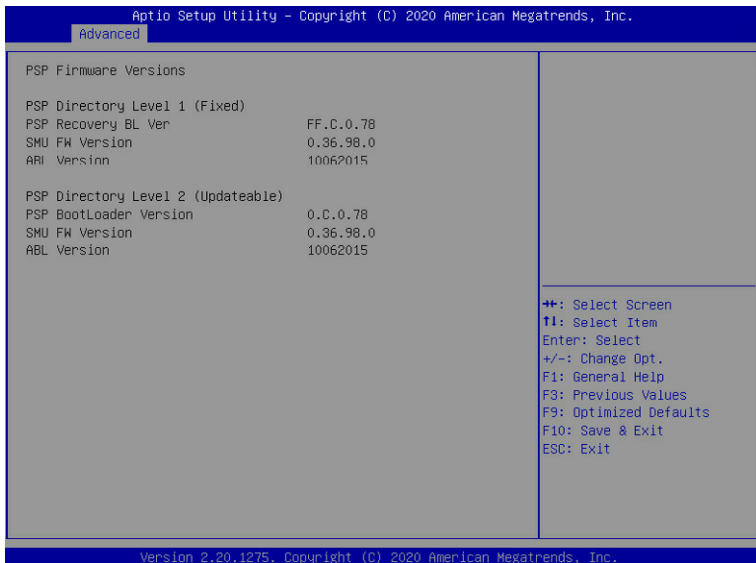 Aptio Setup Utility – Copyright (C) 2020 American Megatrends, Inc.
Advanced
PSP Firmware Versions
PSP Directory Level 1 (Fixed)
PSP Recovery BL Ver FF.C.0.78
SMU FW Version 0.36.98.0
ABL Version 10062015
PSP Directory Level 2 (Updateable)
PSP BootLoader Version 0.C.0.78
SMU FW Version 0.36.98.0
ABL Version 10062015
→←: Select Screen
↑↓: Select Item
Enter: Select
+/-: Change Opt.
F1: General Help
F3: Previous Values
F9: Optimized Defaults
F10: Save & Exit
ESC: Exit
Version 2.20.1275. Copyright (C) 2020 American Megatrends, Inc.